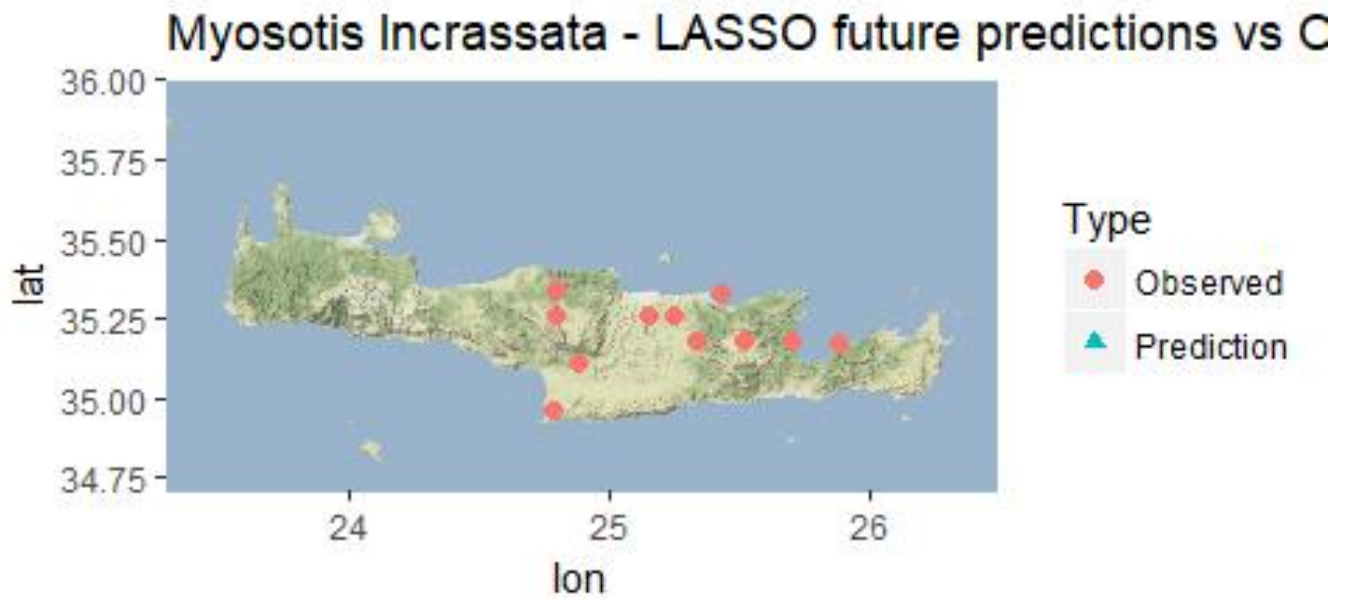 Myosotis Incrassata - LASSO future predictions vs
36.00
35.75
35.50
35.25
35.00
34.75
lat
24
25
26
lon
Type
Observed
Prediction